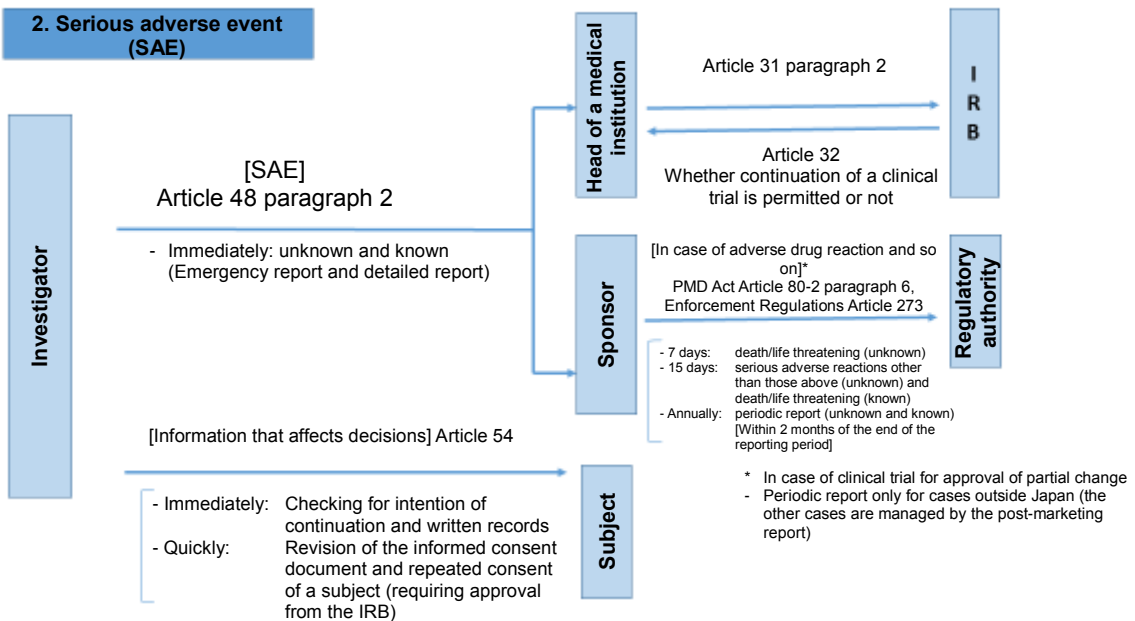 2. Serious adverse event
(SAE)
Investigator
[SAE]
Article 48 paragraph 2
- Immediately: unknown and known
(Emergency report and detailed report)
Head of a medical
institution
Article 31 paragraph 2
Article 32
Whether continuation of a clinical
trial is permitted or not
I
R
B
Sponsor
[In case of adverse drug reaction and so
on]*
PMD Act Article 80-2 paragraph 6,
Enforcement Regulations Article 273
Regulatory
authority
- 7 days: death/life threatening (unknown)
- 15 days: serious adverse reactions other
than those above (unknown) and
death/life threatening (known)
- Annually: periodic report (unknown and known)
[Within 2 months of the end of the
reporting period]
* In case of clinical trial for approval of partial change
- Periodic report only for cases outside Japan (the
other cases are managed by the post-marketing
report)
[Information that affects decisions] Article 54
- Immediately: Checking for intention of
continuation and written records
- Quickly: Revision of the informed consent
document and repeated consent
of a subject (requiring approval
from the IRB)
Subject